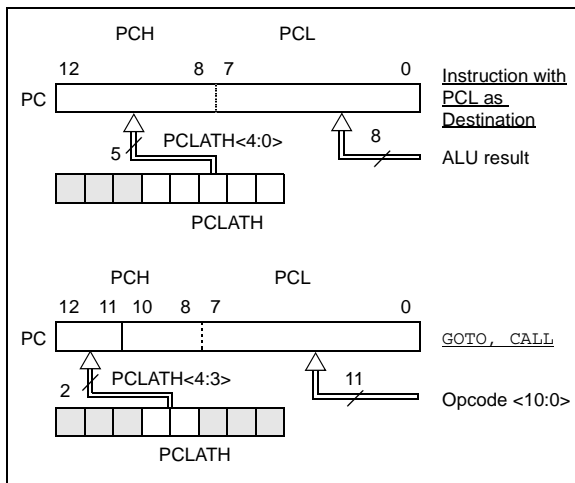 PCH PCL
12 8 7 0
PC
Instruction with
PCL as
Destination
5 PCLATH<4:0> 8
ALU result
PCLATH
PCH PCL
12 11 10 8 7 0
PC
GOTO, CALL
2 PCLATH<4:3> 11
Opcode <10:0>
PCLATH